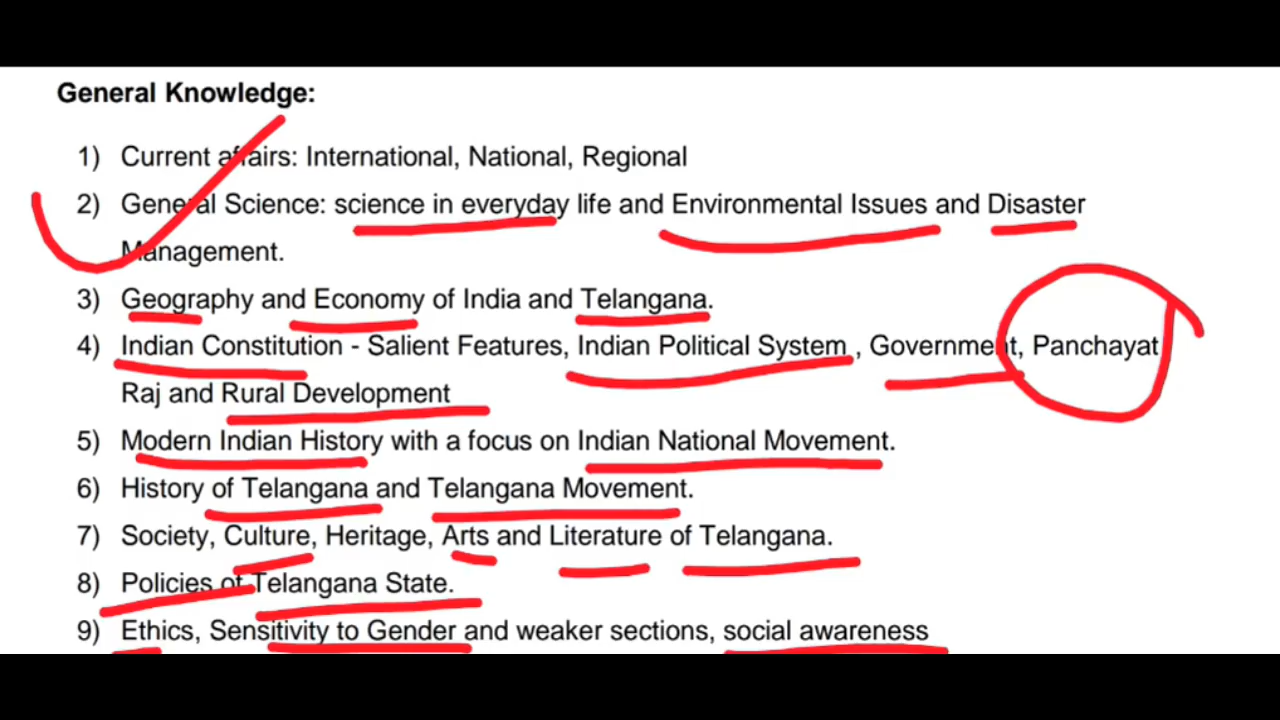 General Knowledge:
1) Current affairs: International, National, Regional
2) General Science: science in everyday life and Environmental Issues and Disaster
Management.
3) Geography and Economy of India and Telangana.
4) Indian Constitution - Salient Features, Indian Political System , Government, Panchayat
Raj and Rural Development
5) Modern Indian History with a focus on Indian National Movement.
6) History of Telangana and Telangana Movement.
7) Society, Culture, Heritage, Arts and Literature of Telangana.
8) Policies of Telangana State.
9) Ethics, Sensitivity to Gender and weaker sections, social awareness